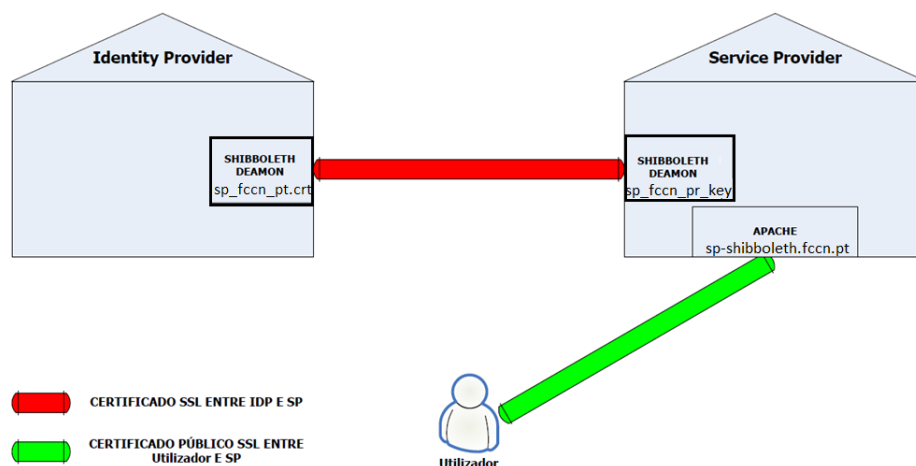 Identity Provider
Service Provider
SHIBBOLETH
DEAMON
sp_fccn_pt.crt
SHIBBOLETH
DEAMON
sp_fccn_pr_key
APACHE
sp-shibboleth.fccn.pt
CERTIFICADO SSL ENTRE IDP E SP
CERTIFICADO PÚBLICO SSL ENTRE
Utilizador E SP
Utilizador